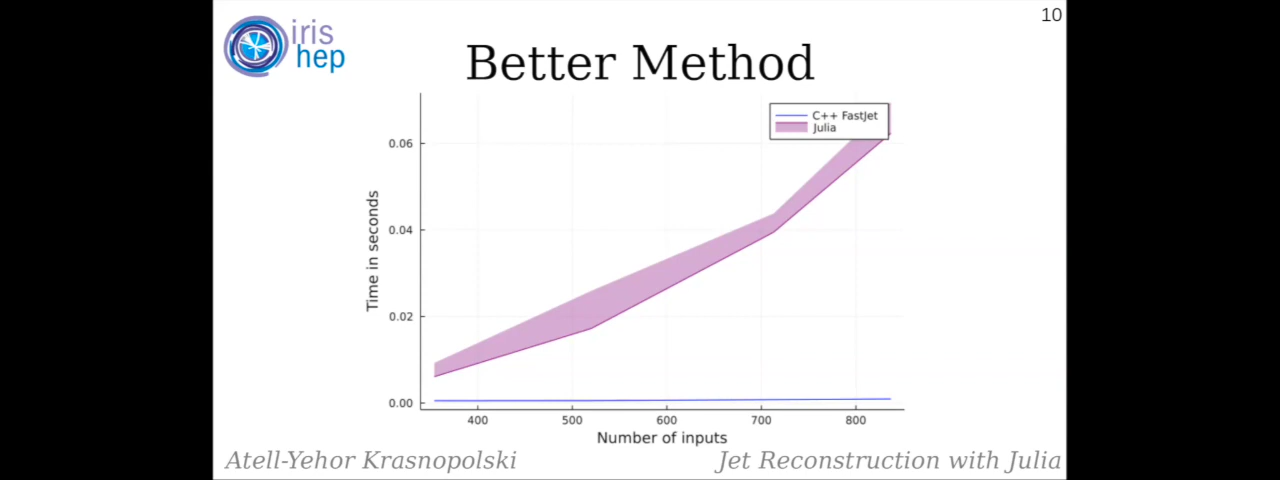 10
iris
hep
Better Method
C++ FastJet
Julia
0.06
0.04
0.02
0.00
Time in seconds
400 500 600 700 800
Number of inputs
Atell-Yehor Krasnopolski
Jet Reconstruction with Julia